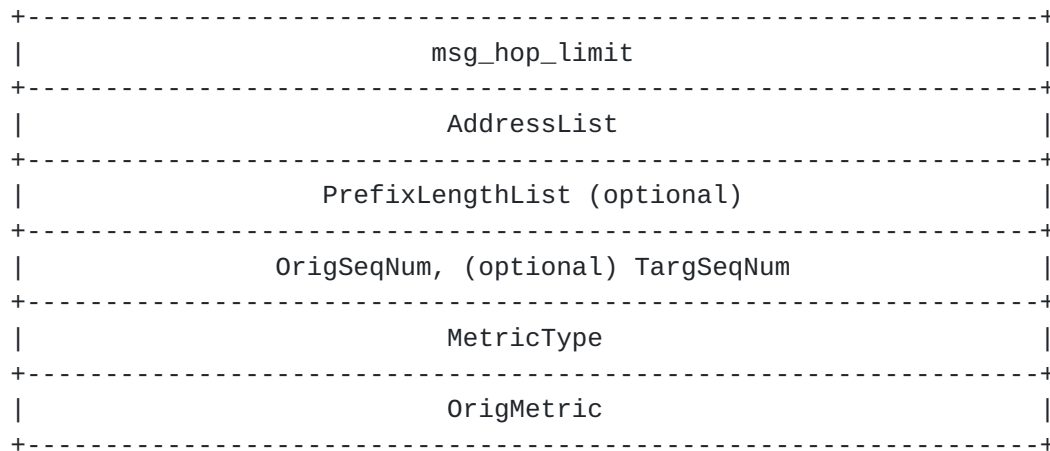 msg_hop_limit
AddressList
PrefixLengthList (optional)
OrigSeqNum, (optional) TargSeqNum
MetricType
OrigMetric